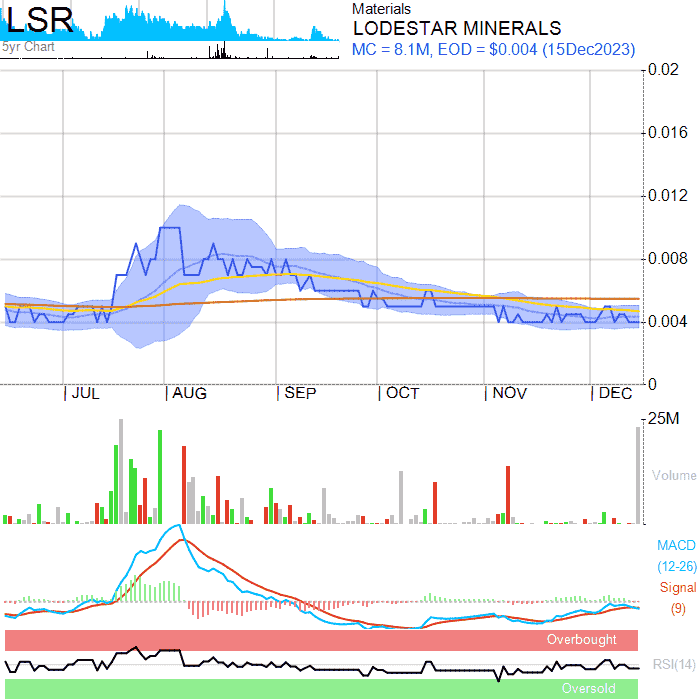 LSR
5yr Chart
Materials
LODESTAR MINERALS
MC = 8.1M, EOD = $0.004 (15Dec2023)
0.02
0.016
0.012
0.008
0.004
0
JUL
AUG
SEP
OCT
NOV
DEC
25M
Volume
MACD
(12-26)
Signal
(9)
Overbought
RSI(14)
Oversold